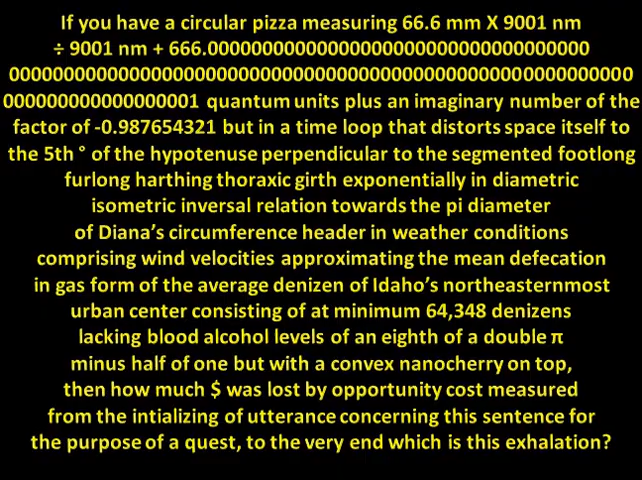 If you have a circular pizza measuring 66.6 mm X 9001 nm
÷ 9001 nm + 666.00000000000000000000000000000000000
0000000000000000000000000000000000000000000000000000000000
000000000000000001 quantum units plus an imaginary number of the
factor of -0.987654321 but in a time loop that distorts space itself to
the 5th ° of the hypotenuse perpendicular to the segmented footlong
furlong harthing thoraxic girth exponentially in diametric
isometric inversal relation towards the pi diameter
of Diana's circumference header in weather conditions
comprising wind velocities approximating the mean defecation
in gas form of the average denizen of Idaho's northeasternmost
urban center consisting of at minimum 64,348 denizens
lacking blood alcohol levels of an eighth of a double π
minus half of one but with a convex nanocherry on top,
then how much $ was lost by opportunity cost measured
from the intializing of utterance concerning this sentence for
the purpose of a quest, to the very end which is this exhalation?